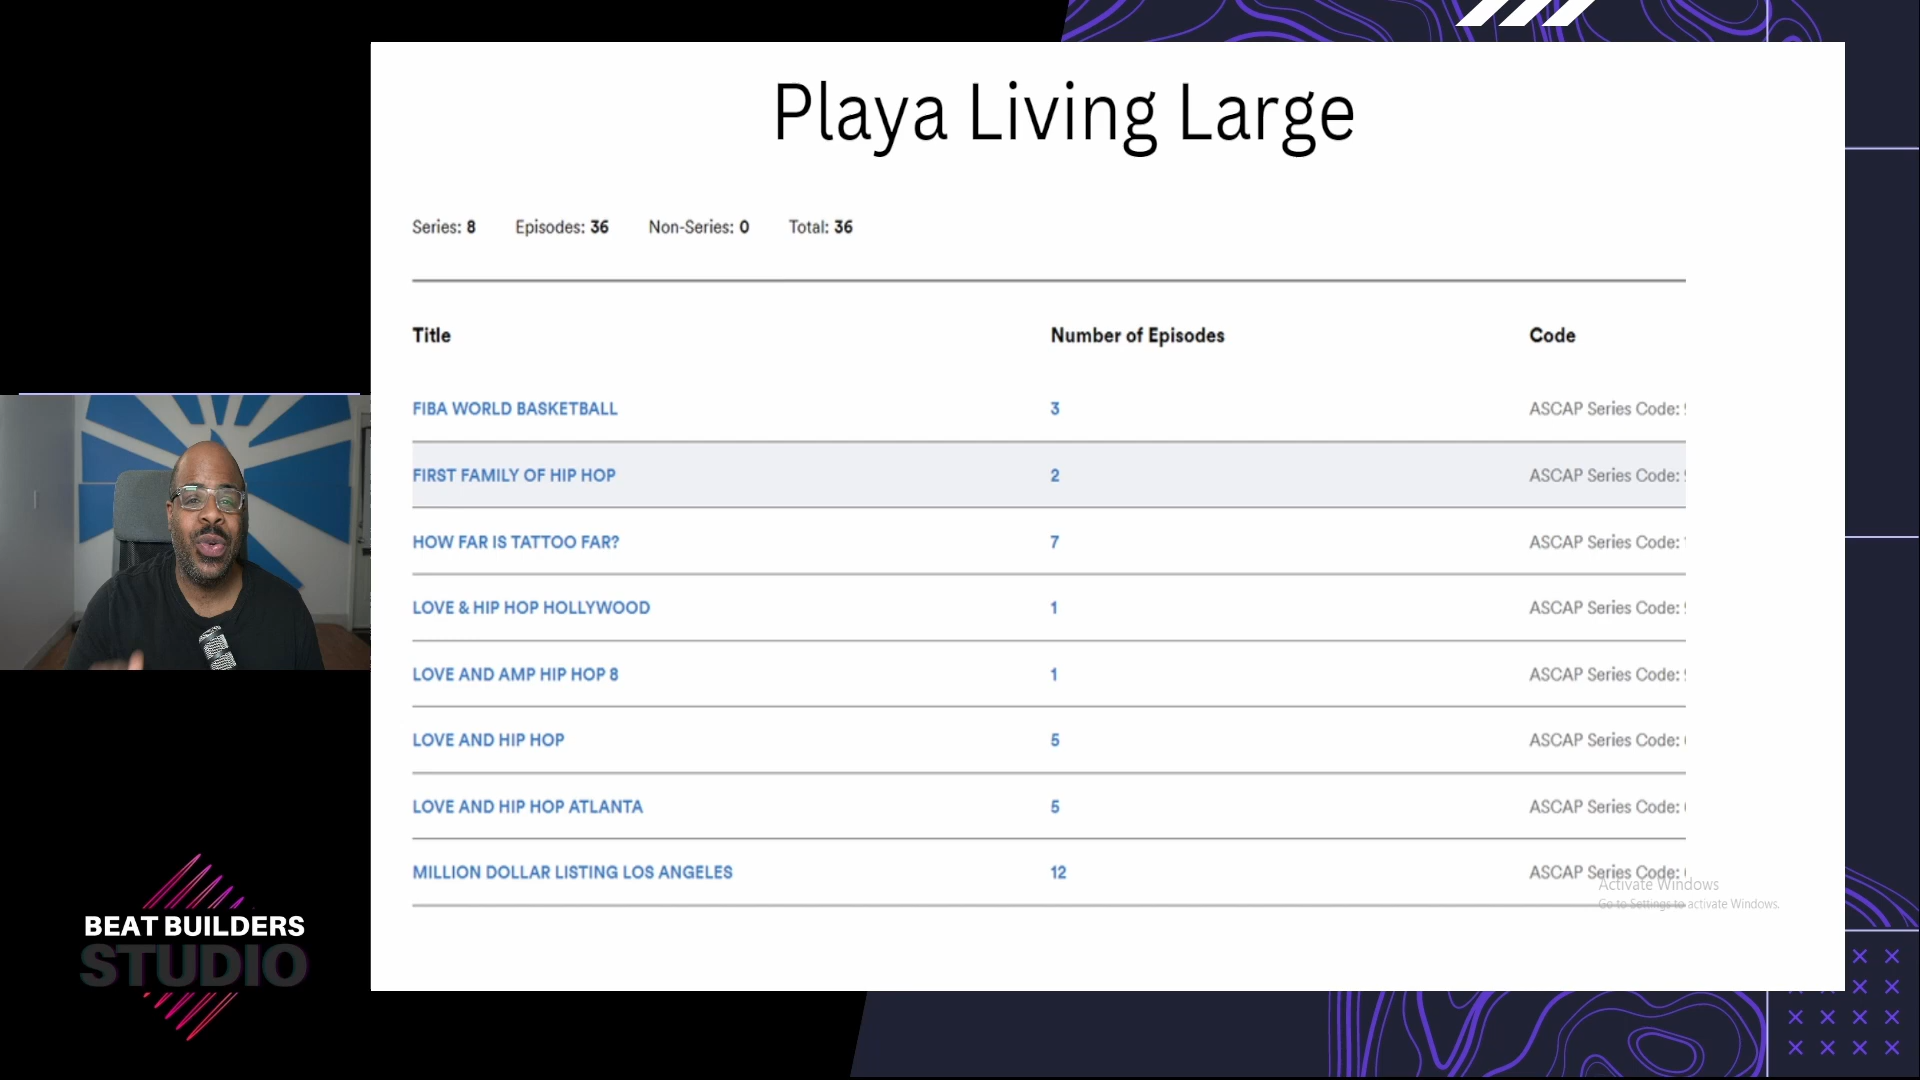 Playa Living Large
Series: 8 Episodes: 36 Non-Series: 0 Total: 36
Title Number of Episodes Code
FIBA WORLD BASKETBALL 3 ASCAP Series Code:
FIRST FAMILY OF HIP HOP 2 ASCAP Series Code:
HOW FAR IS TATTOO FAR? 7 ASCAP Series Code:
LOVE & HIP HOP HOLLYWOOD 1 ASCAP Series Code:
LOVE AND AMP HIP HOP 8 1 ASCAP Series Code:
LOVE AND HIP HOP 5 ASCAP Series Code:
LOVE AND HIP HOP ATLANTA 5 ASCAP Series Code:
MILLION DOLLAR LISTING LOS ANGELES 12 ASCAP Series Code:
Activate Windows
Go to Settings to activate Windows.
BEAT BUILDERS
STUDIO